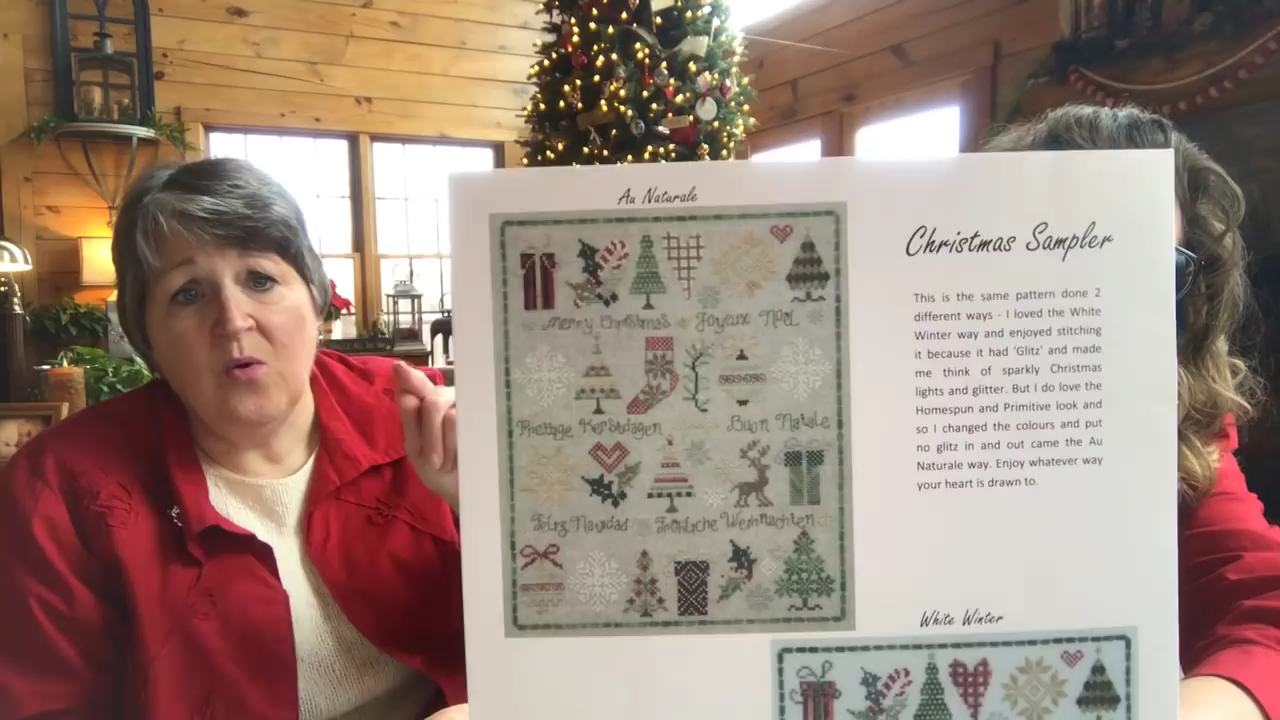 Au Naturale
Merry Christmas Joyeux Noël
Prettige Kerstdagen Buon Natale
Feliz Navidad Fröhliche Weihnachten
Christmas Sampler
This is the same pattern done 2
different ways - I loved the White
Winter way and enjoyed stitching
it because it had 'Glitz' and made
me think of sparkly Christmas
lights and glitter. But I do love the
Homespun and Primitive look and
so I changed the colours and put
no glitz in and out came the Au
Naturale way. Enjoy whatever way
your heart is drawn to.
White Winter